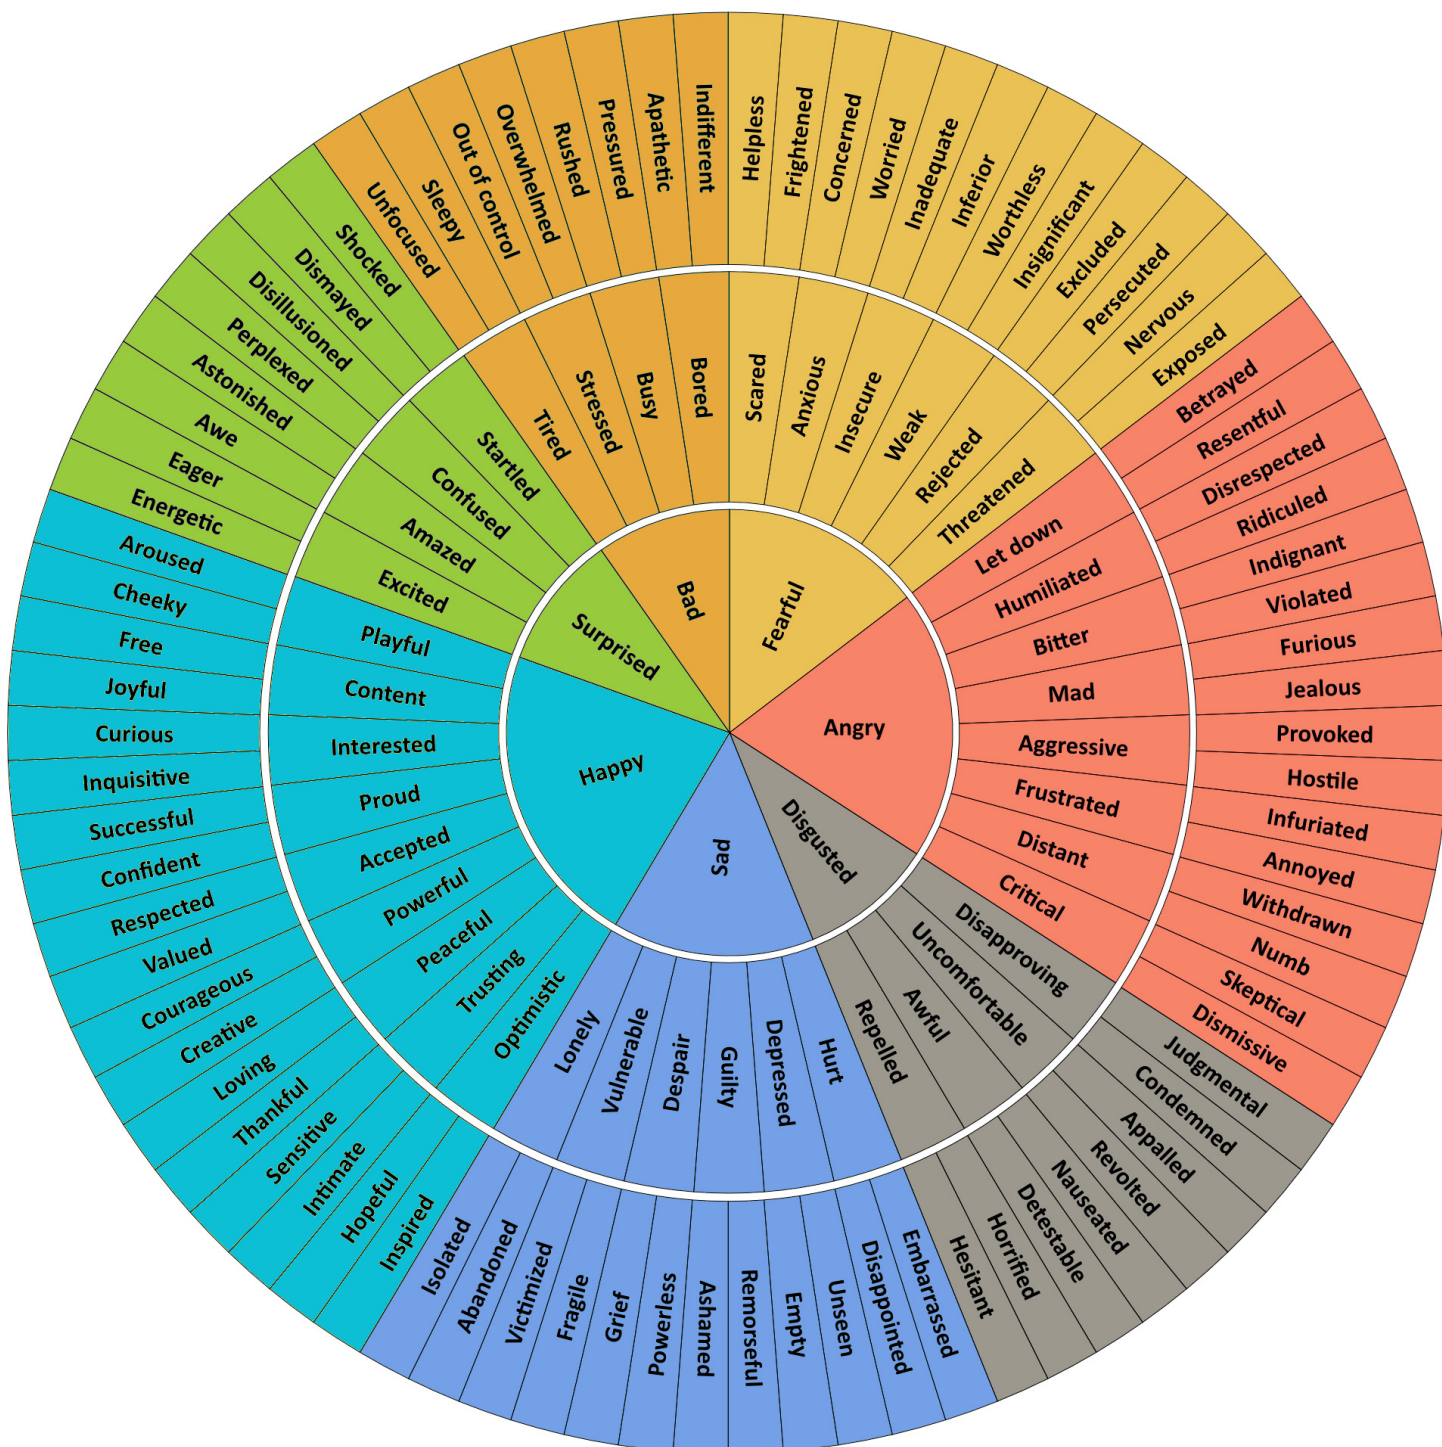 Bad
Fearful
Angry
Disgusted
Sad
Happy
Surprised
Bored
Scared
Anxious
Insecure
Weak
Rejected
Threatened
Let down
Humiliated
Bitter
Mad
Aggressive
Frustrated
Distant
Critical
Disapproving
Uncomfortable
Awful
Repelled
Hurt
Depressed
Guilty
Despair
Vulnerable
Lonely
Optimistic
Trusting
Peaceful
Powerful
Accepted
Proud
Interested
Content
Playful
Excited
Amazed
Confused
Startled
Tired
Stressed
Busy
Indifferent
Helpless
Frightened
Concerned
Worried
Inadequate
Inferior
Worthless
Insignificant
Excluded
Persecuted
Nervous
Exposed
Betrayed
Resentful
Disrespected
Ridiculed
Indignant
Violated
Furious
Jealous
Provoked
Hostile
Infuriated
Annoyed
Withdrawn
Numb
Skeptical
Dismissive
Judgmental
Condemned
Appalled
Revolted
Nauseated
Detestable
Horrified
Hesitant
Embarrassed
Disappointed
Unseen
Empty
Remorseful
Ashamed
Powerless
Grief
Fragile
Victimized
Abandoned
Isolated
Inspired
Hopeful
Intimate
Sensitive
Thankful
Loving
Creative
Courageous
Valued
Respected
Confident
Successful
Inquisitive
Curious
Joyful
Free
Cheeky
Aroused
Energetic
Eager
Awe
Astonished
Perplexed
Disillusioned
Dismayed
Shocked
Unfocused
Sleepy
Out of control
Overwhelmed
Rushed
Pressured
Apathetic